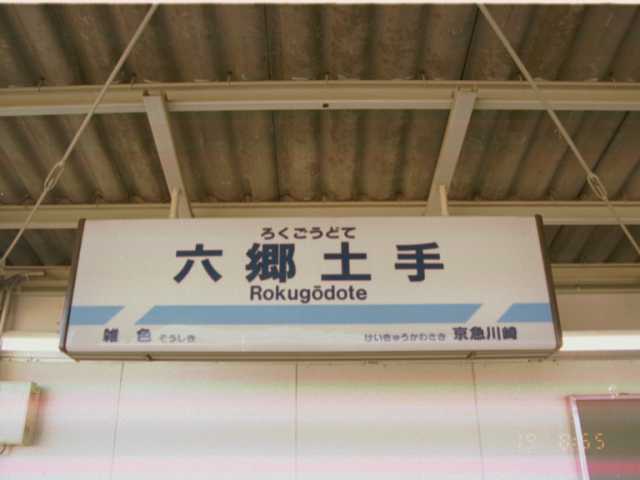 ろくごうどて
六郷土手
Rokugōdote
雑色 ぞうしき けいきゅうかわさき 京急川崎